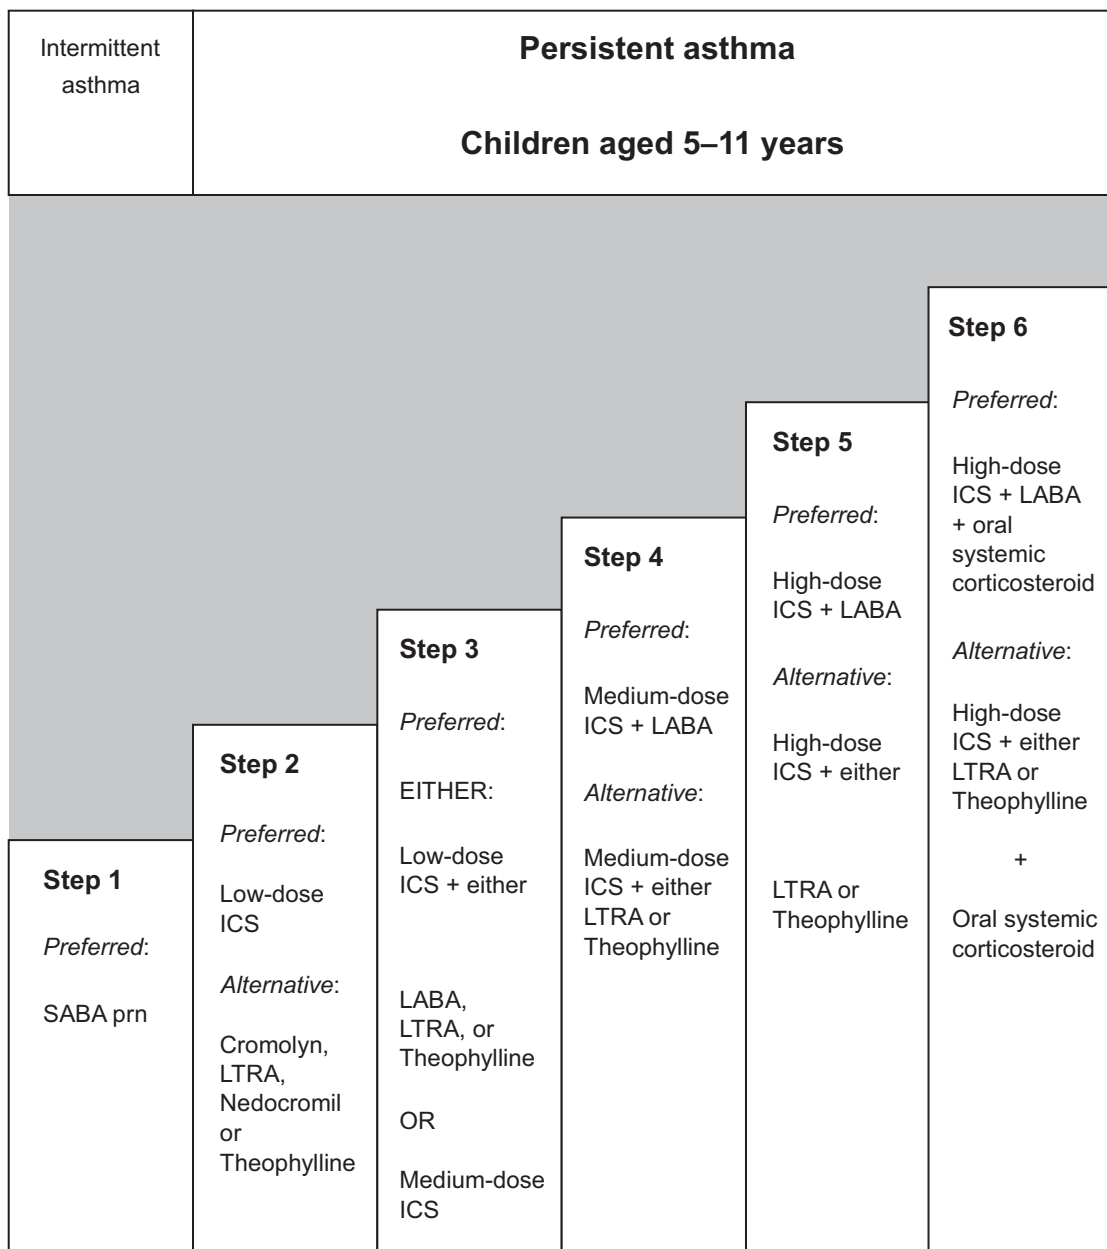 Intermittent
asthma
Persistent asthma
Children aged 5–11 years
Step 1
Preferred:
SABA prn
Step 2
Preferred:
Low-dose
ICS
Alternative:
Cromolyn,
LTRA,
Nedocromil
or
Theophylline
Step 3
Preferred:
EITHER:
Low-dose
ICS + either
LABA,
LTRA, or
Theophylline
OR
Medium-dose
ICS
Step 4
Preferred:
Medium-dose
ICS + LABA
Alternative:
Medium-dose
ICS + either
LTRA or
Theophylline
Step 5
Preferred:
High-dose
ICS + LABA
Alternative:
High-dose
ICS + either
LTRA or
Theophylline
Step 6
Preferred:
High-dose
ICS + LABA
+ oral
systemic
corticosteroid
Alternative:
High-dose
ICS + either
LTRA or
Theophylline
+
Oral systemic
corticosteroid